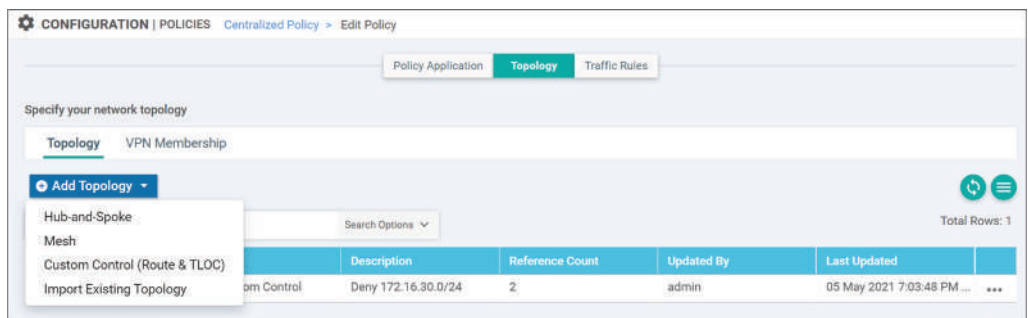 CONFIGURATION | POLICIES Centralized Policy > Edit Policy
Policy Application Topology Traffic Rules
Specify your network topology
Topology VPN Membership
Add Topology
Hub-and-Spoke
Search Options Total Rows: 1
Mesh
Custom Control (Route & TLOC) Description Reference Count Updated By Last Updated
Import Existing Topology om Control Deny 172.16.30.0/24 2 admin 05 May 2021 7:03:48 PM ...